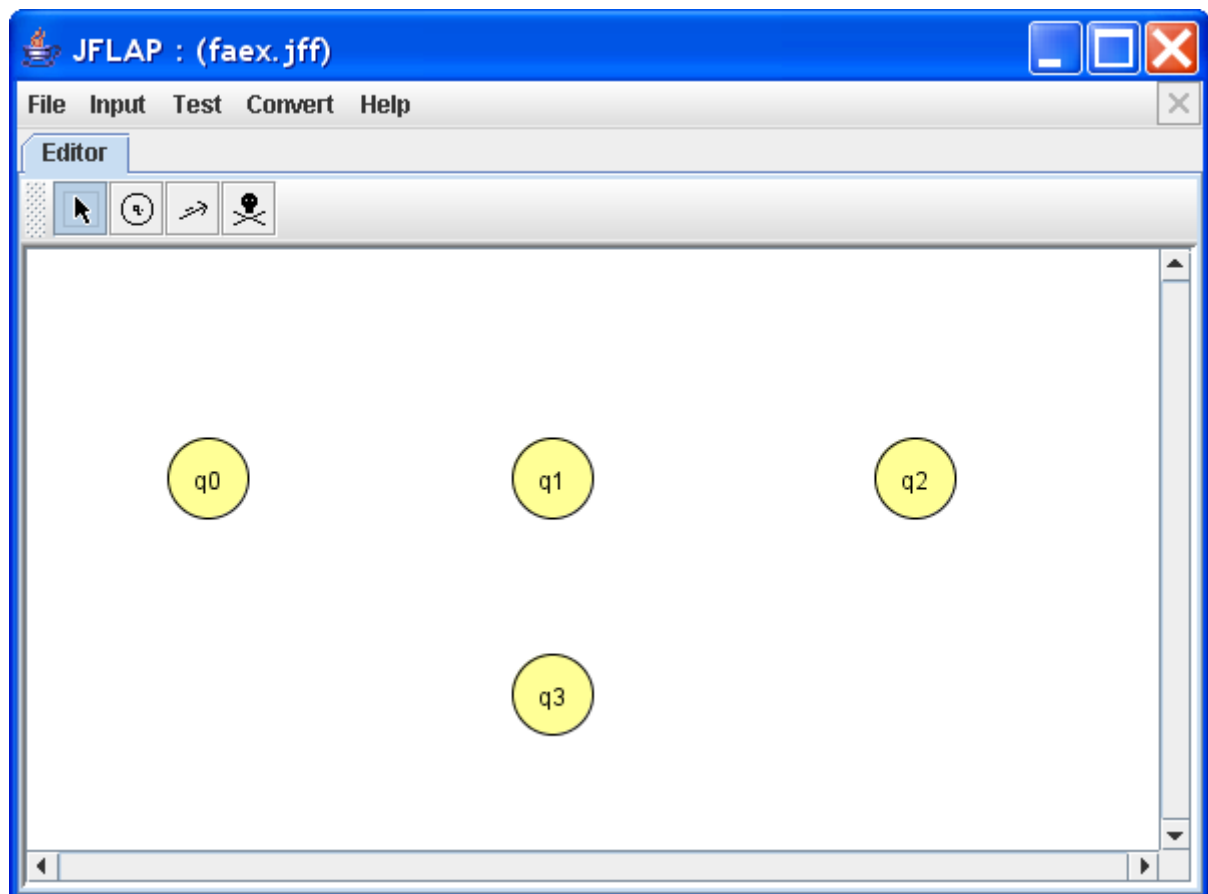 JFLAP : (faex.jff)
File Input Test Convert Help
Editor
q
q0 q1 q2
q3